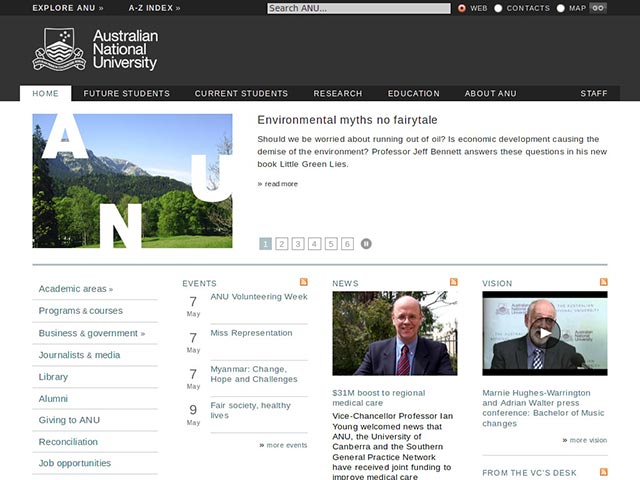 EXPLORE ANU »
A-Z INDEX »
Search ANU...
WEB
CONTACTS
MAP
GO
Australian
National
University
HOME
FUTURE STUDENTS
CURRENT STUDENTS
RESEARCH
EDUCATION
ABOUT ANU
STAFF
A
N
U
Environmental myths no fairytale
Should we be worried about running out of oil? Is economic development causing the
demise of the environment? Professor Jeff Bennett answers these questions in his new
book Little Green Lies.
» read more
1 2 3 4 5 6
Academic areas »
Programs & courses
Business & government »
Journalists & media
Library
Alumni
Giving to ANU
Reconciliation
Job opportunities
EVENTS
7
May
ANU Volunteering Week
7
May
Miss Representation
7
May
Myanmar: Change,
Hope and Challenges
9
May
Fair society, healthy
lives
» more events
NEWS
$31M boost to regional
medical care
Vice-Chancellor Professor Ian
Young welcomed news that
ANU, the University of
Canberra and the Southern
General Practice Network
have received joint funding to
improve medical care
VISION
Marnie Hughes-Warrington
and Adrian Walter press
conference: Bachelor of Music
changes
» more vision
FROM THE VC'S DESK